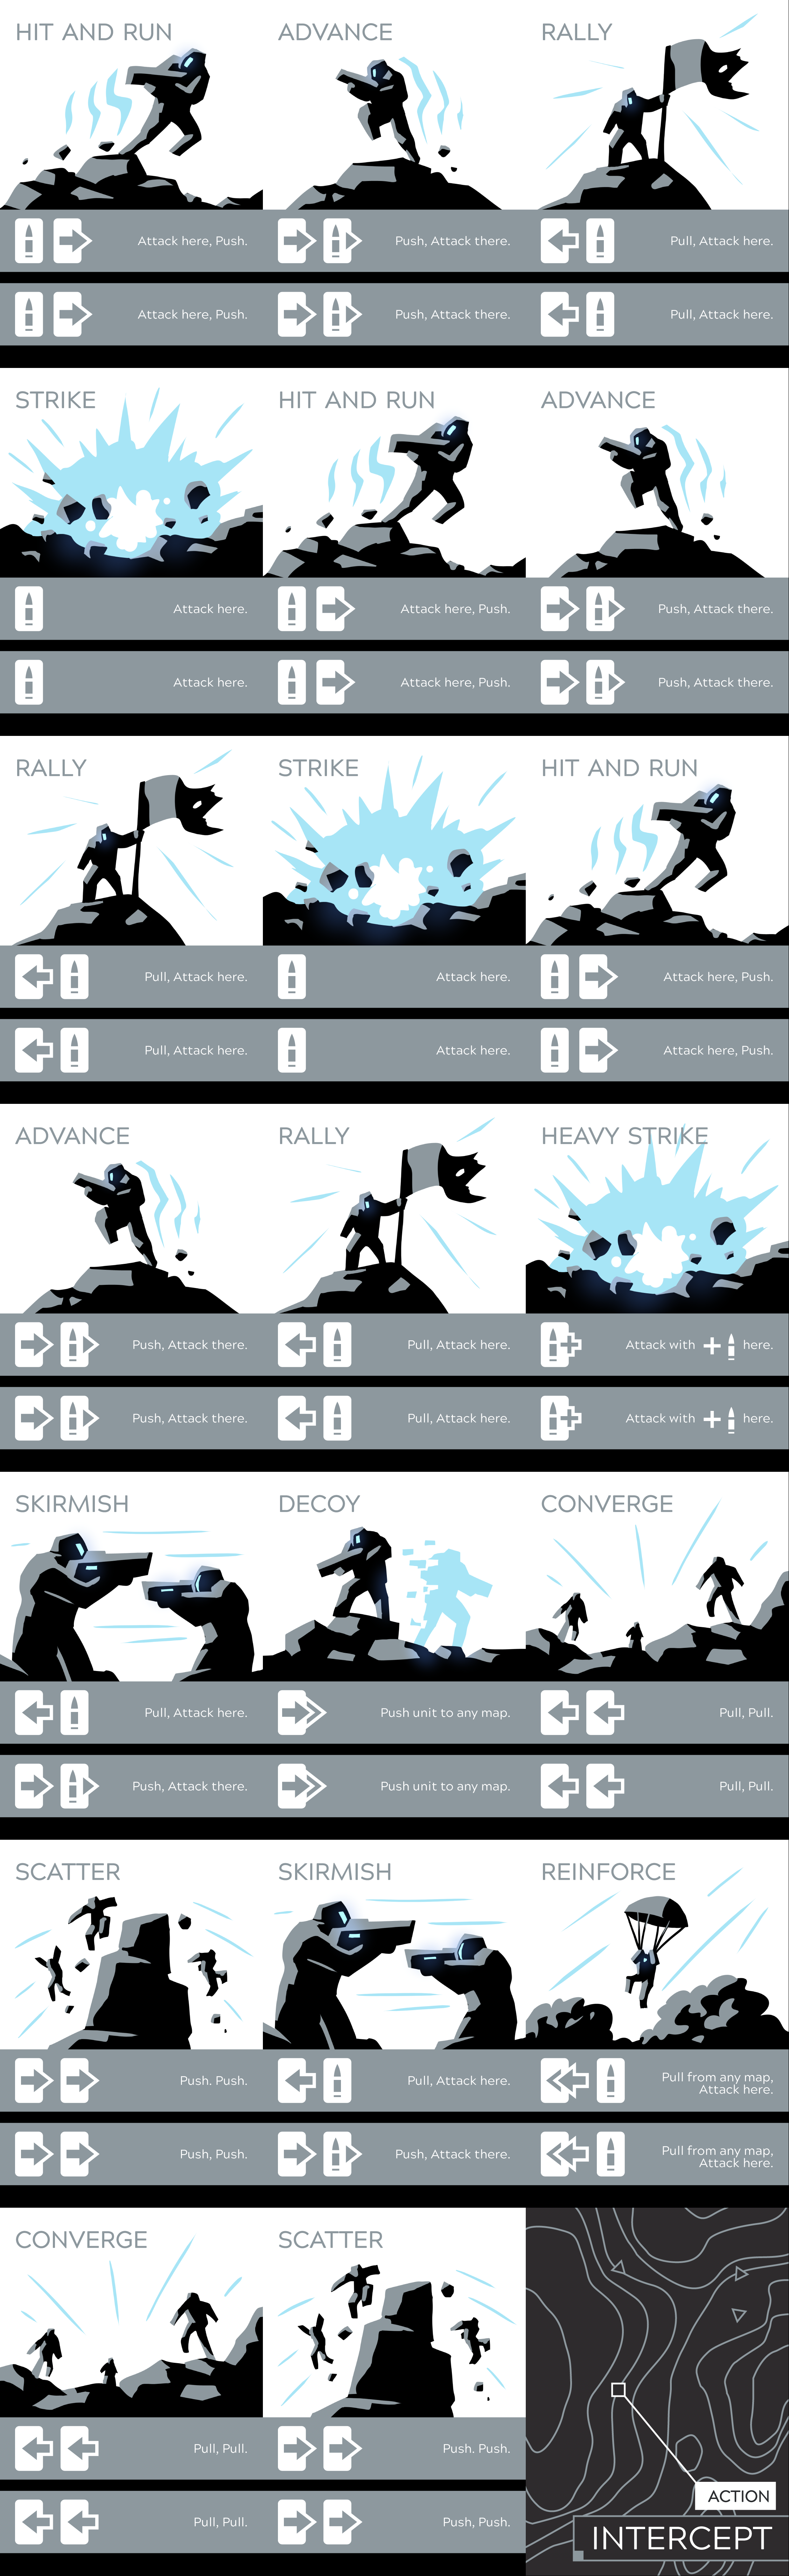 HIT AND RUN
Attack here, Push.
Attack here, Push.
ADVANCE
Push, Attack there.
Push, Attack there.
RALLY
Pull, Attack here.
Pull, Attack here.
STRIKE
Attack here.
Attack here.
HIT AND RUN
Attack here, Push.
Attack here, Push.
ADVANCE
Push, Attack there.
Push, Attack there.
RALLY
Pull, Attack here.
Pull, Attack here.
STRIKE
Attack here.
Attack here.
HIT AND RUN
Attack here, Push.
Attack here, Push.
ADVANCE
Push, Attack there.
Push, Attack there.
RALLY
Pull, Attack here.
Pull, Attack here.
HEAVY STRIKE
Attack with + here.
Attack with + here.
SKIRMISH
Pull, Attack here.
Push, Attack there.
DECOY
Push unit to any map.
Push unit to any map.
CONVERGE
Pull, Pull.
Pull, Pull.
SCATTER
Push. Push.
Push, Push.
SKIRMISH
Pull, Attack here.
Push, Attack there.
REINFORCE
Pull from any map,
Attack here.
Pull from any map,
Attack here.
CONVERGE
Pull, Pull.
Pull, Pull.
SCATTER
Push. Push.
Push, Push.
ACTION
INTERCEPT